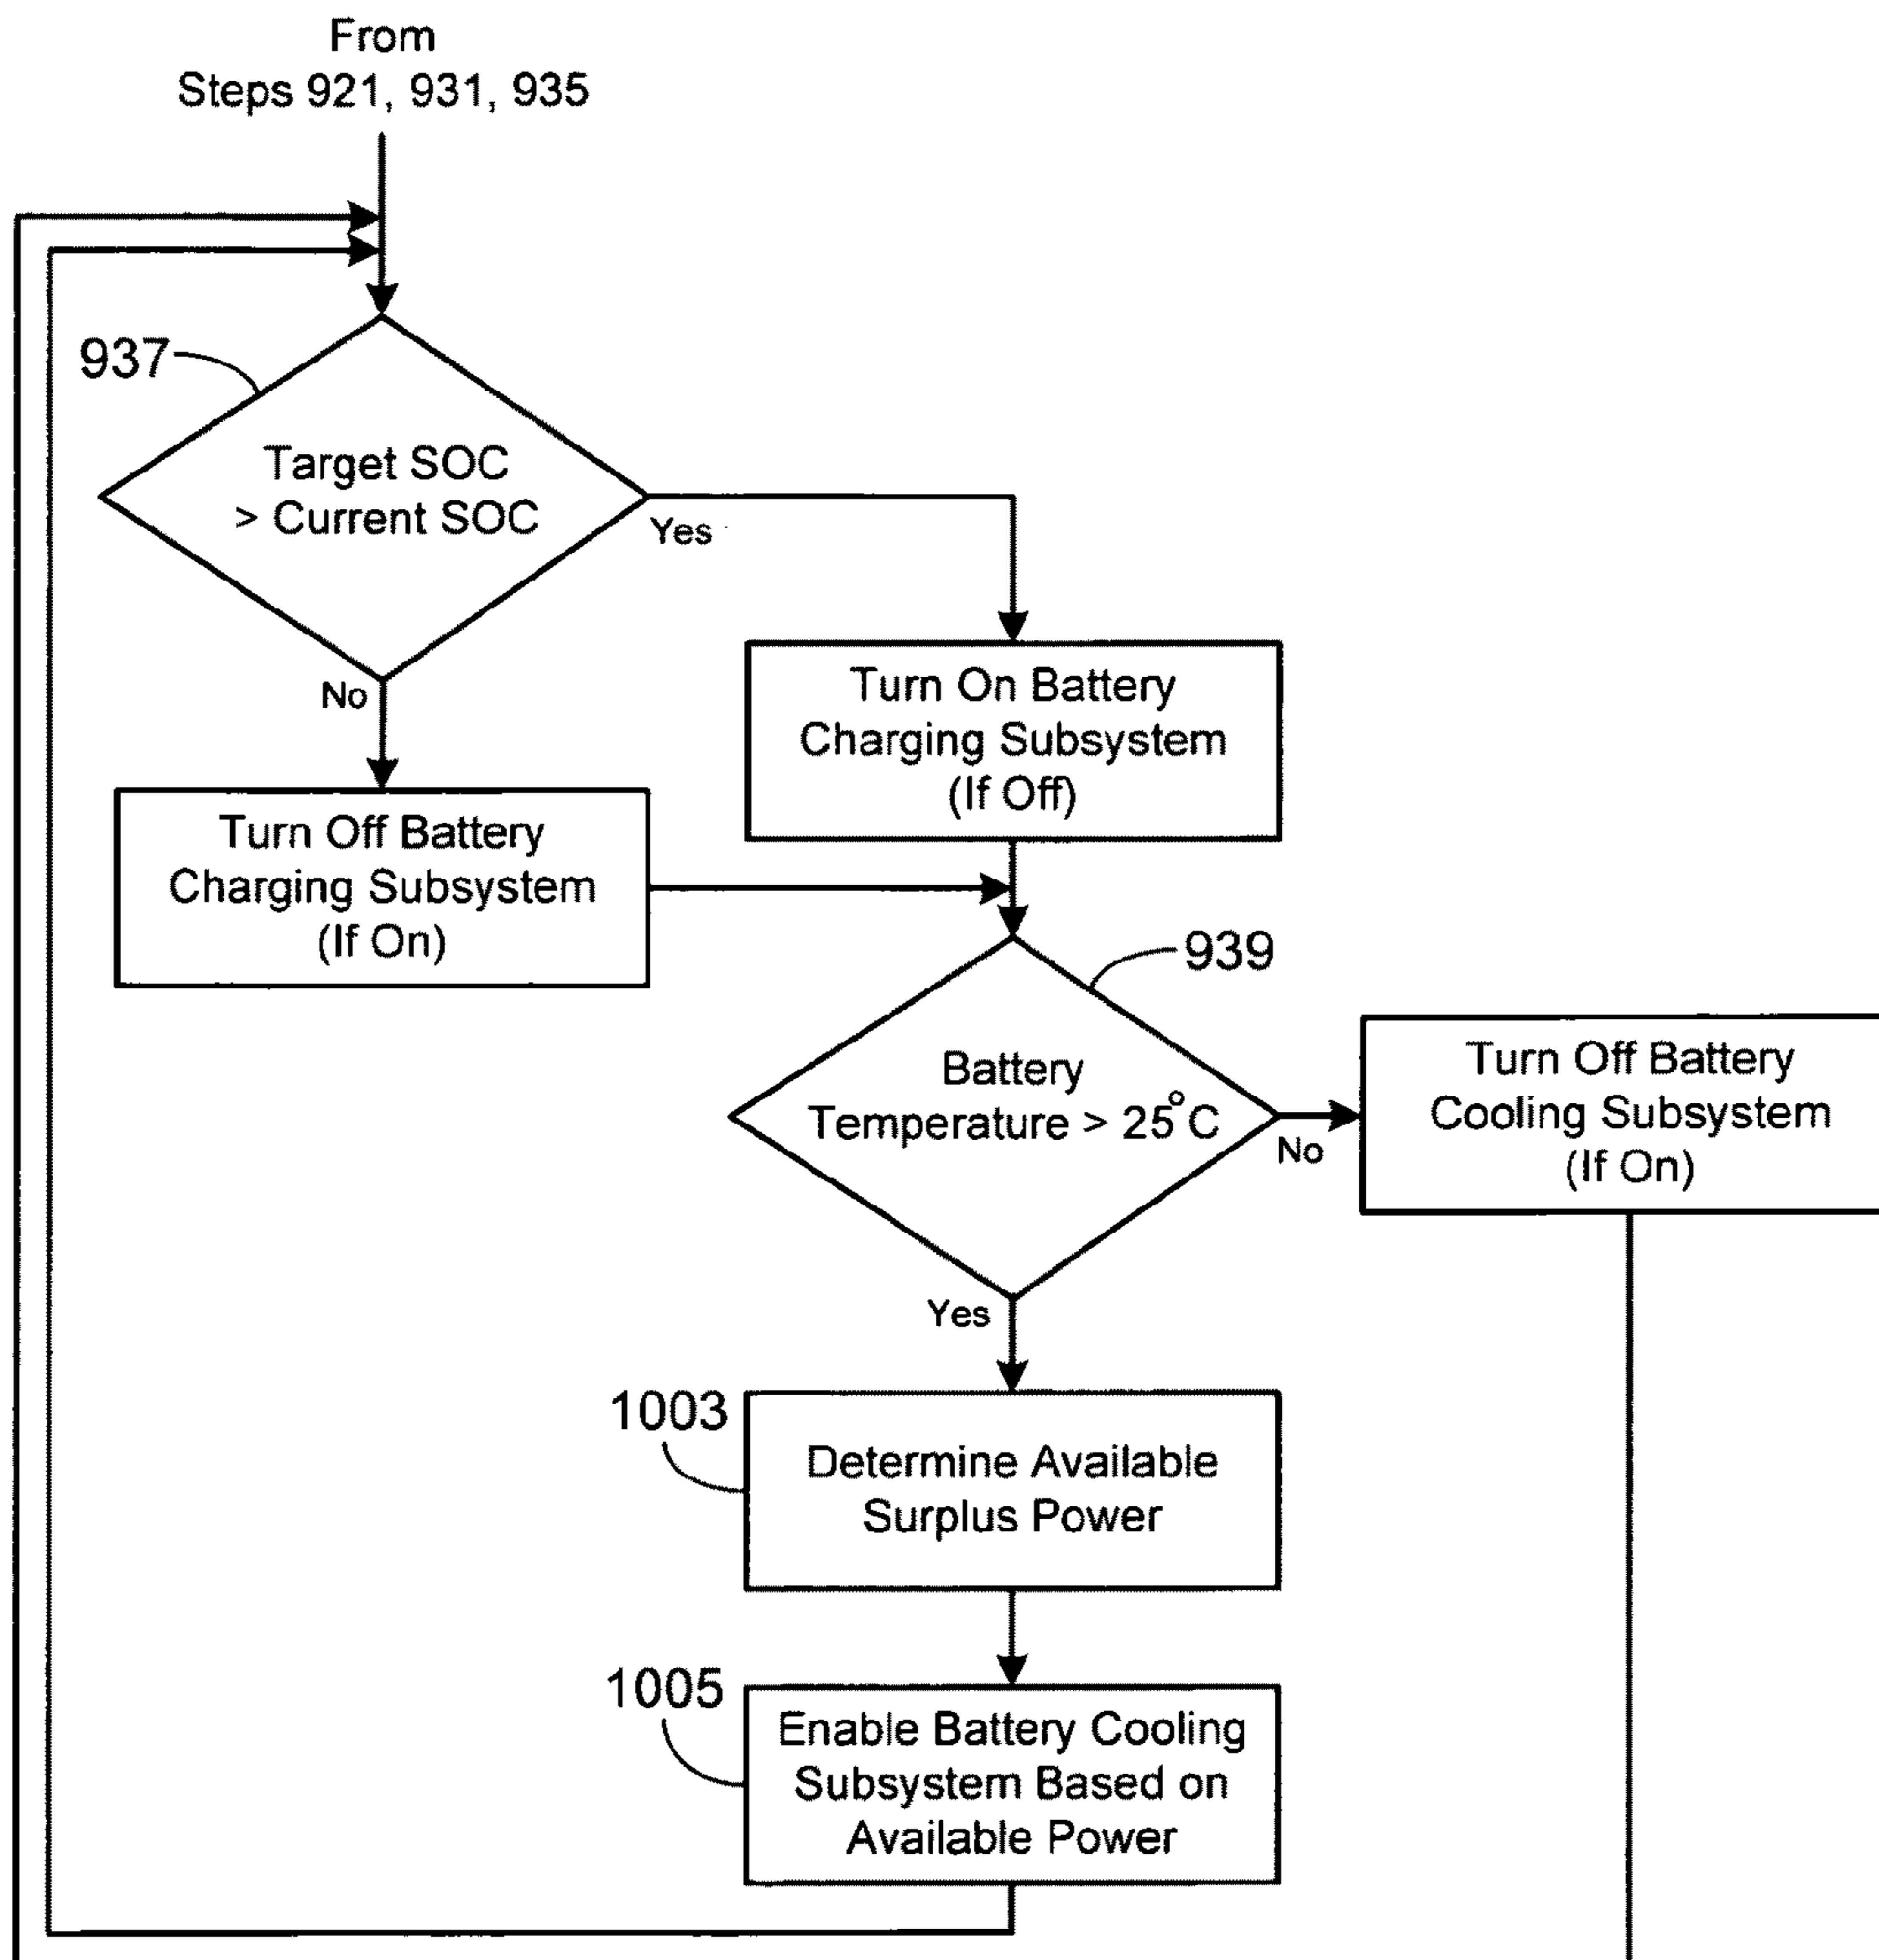 From
Steps 921, 931, 935
937
Target SOC
> Current SOC
Yes
No
Turn On Battery
Charging Subsystem
(If Off)
Turn Off Battery
Charging Subsystem
(If On)
939
Battery
Temperature > 25°C
No
Turn Off Battery
Cooling Subsystem
(If On)
Yes
1003
Determine Available
Surplus Power
1005
Enable Battery Cooling
Subsystem Based on
Available Power